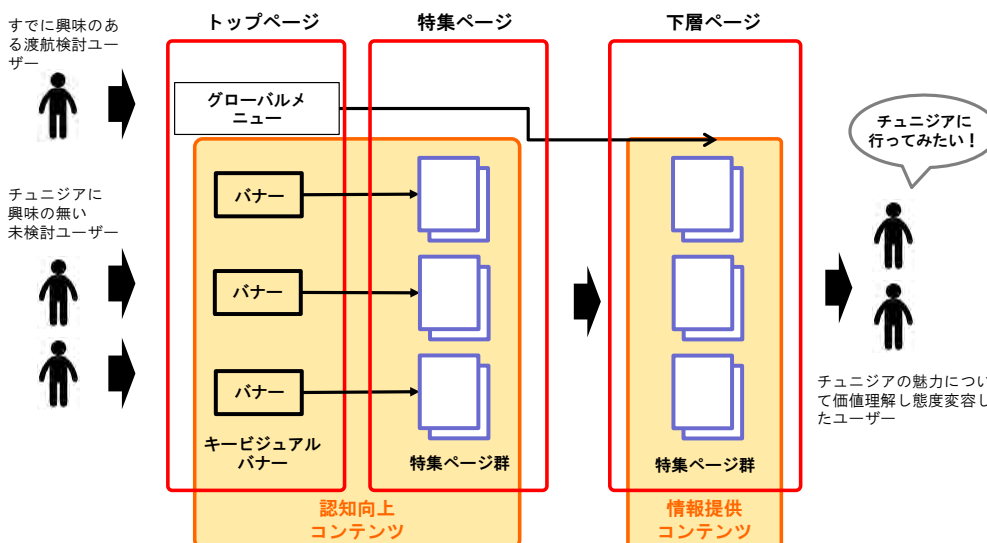 トップページ
特集ページ
下層ページ
すでに興味のあ
る渡航検討ユー
ザー
グローバルメ
ニュー
チュニジアに
行ってみたい！
チュニジアに
興味の無い
未検討ユーザー
バナー
バナー
バナー
キービジュアル
バナー
特集ページ群
特集ページ群
チュニジアの魅力につい
て価値理解し態度変容し
たユーザー
認知向上
コンテンツ
情報提供
コンテンツ